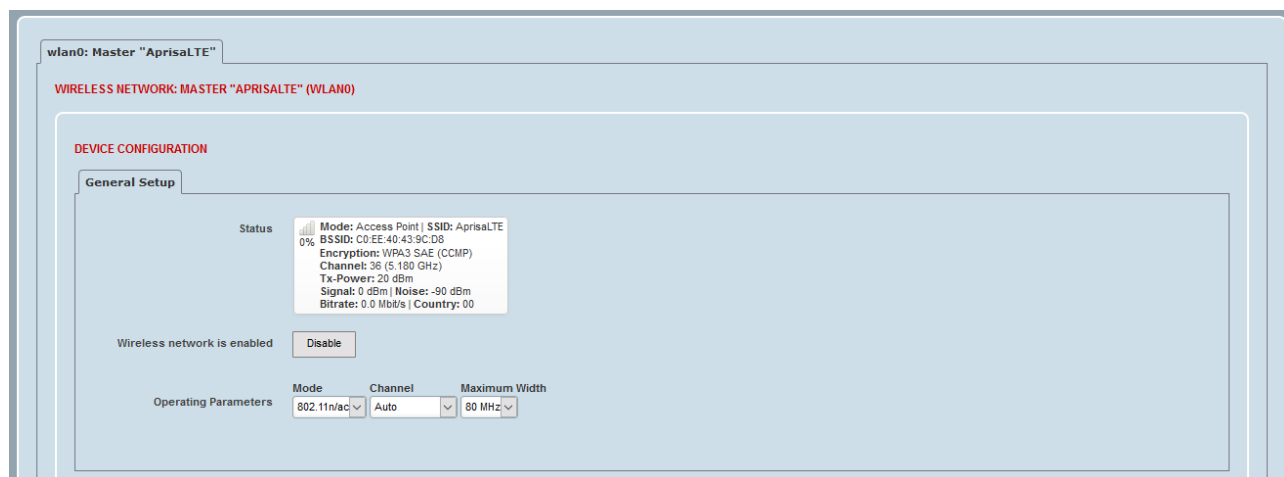 wlan0: Master "AprisaLTE"
WIRELESS NETWORK: MASTER "APRISALTE" (WLAN0)
DEVICE CONFIGURATION
General Setup
Status
0%
Mode: Access Point | SSID: AprisaLTE
BSSID: C0:EE:40:43:9C:D8
Encryption: WPA3 SAE (CCMP)
Channel: 36 (5.180 GHz)
Tx-Power: 20 dBm
Signal: 0 dBm | Noise: -90 dBm
Bitrate: 0.0 Mbit/s | Country: 00
Wireless network is enabled Disable
Mode Channel Maximum Width
Operating Parameters 802.11n/ac Auto 80 MHz